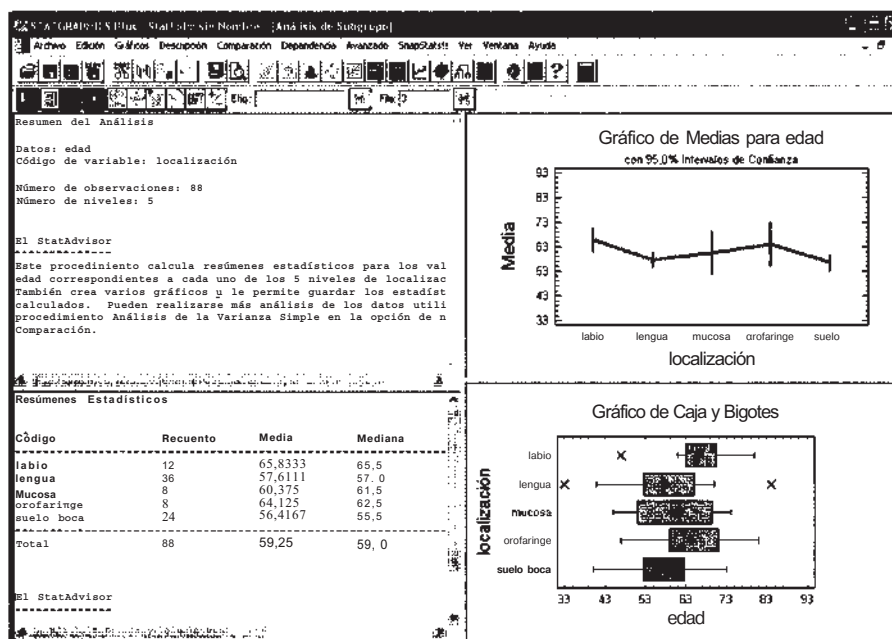 STATGRAPHICS Plus - StatFolio sin Nombre - [Análisis de Subgrupo]
Archivo Edición Gráficos Descripción Comparación Dependencia Avanzado SnapStats!! Ver Ventana Ayuda
Resumen del Análisis
Datos: edad
Código de variable: localización
Número de observaciones: 88
Número de niveles: 5
El StatAdvisor
Este procediniento calcula resúmenes estadísticos para los val
edad correspondientes a cada uno de los 5 niveles de localizac
También crea varios gráficos y le permite guardar los estadíst
calculados. Pueden realizarse más análisis de los datos utili
procedimiento Análisis de la Varianza Simple en la opción de n
Comparación.
Gráfico de Medias para edad
con 95,0% Intervalos de Confianza
Media
93
83
73
63
53
43
33
labio lengua mucosa orofaringe suelo
localización
Resúmenes Estadísticos
Código Recuento Media Mediana
labio 12 65,8333 65,5
lengua 36 57,6111 57.0
Mucosa 8 60,375 61,5
orofaringe 8 64,125 62,5
suelo boca 24 56,4167 55,5
Total 88 59,25 59, 0
El StatAdvisor
Gráfico de Caja y Bigotes
localización
labio
lengua
mucosa
orofaringe
suelo boca
33 43 53 63 73 83 93
edad